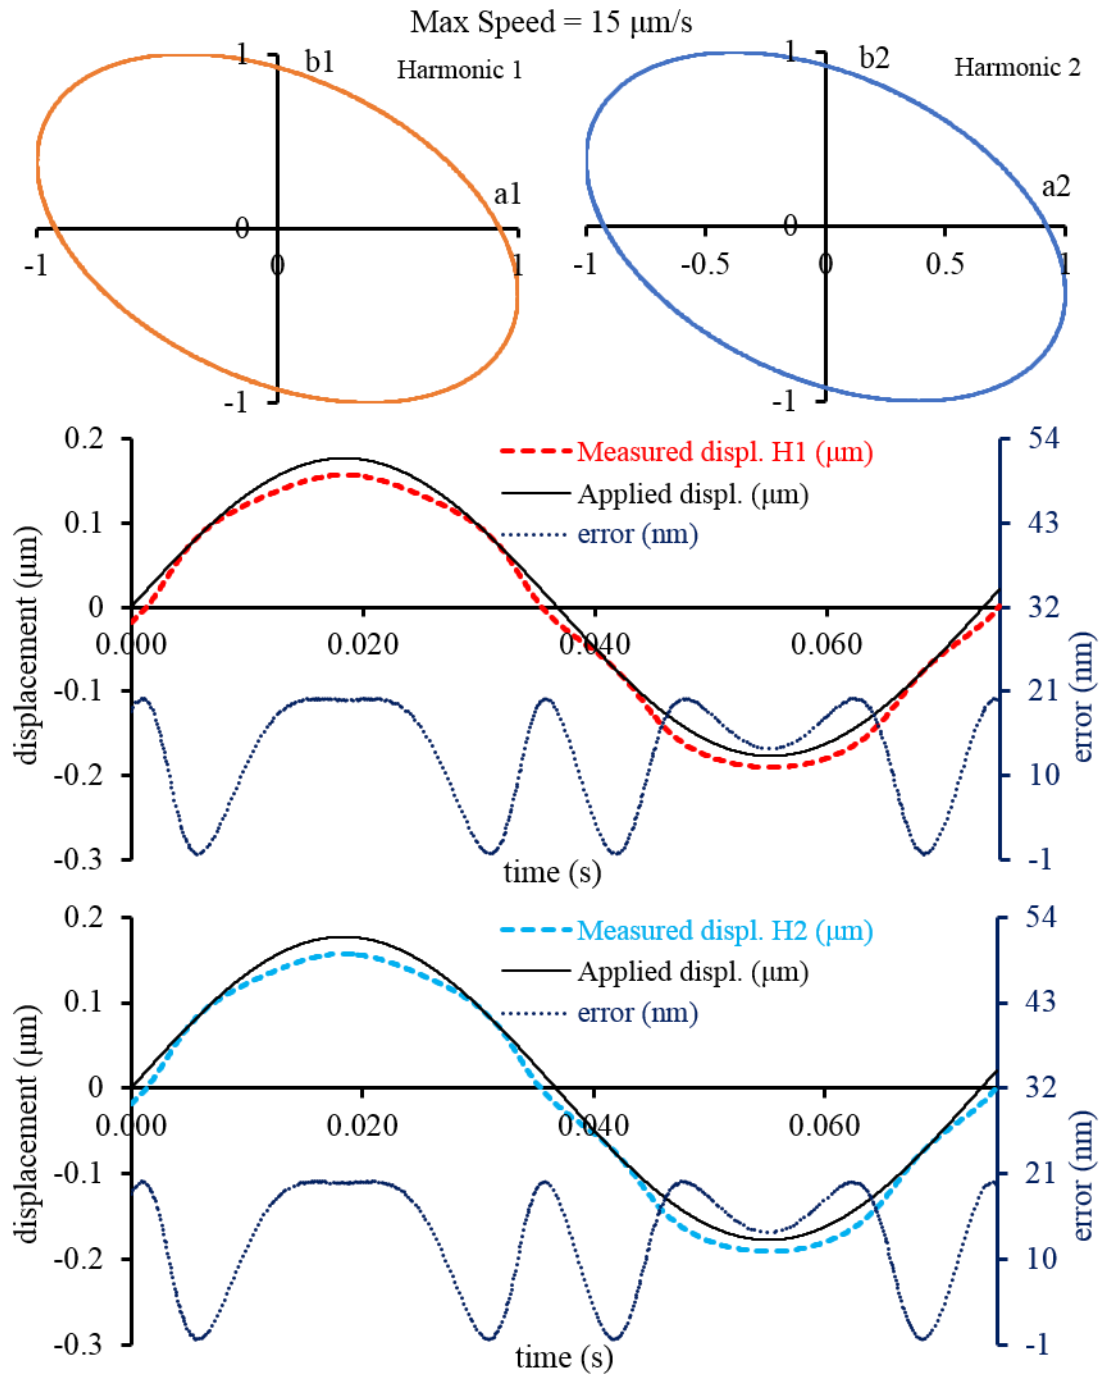 Max Speed = 15 μm/s
1 b1 Harmonic 1
a1
0
-1 0 1
-1
1 b2 Harmonic 2
a2
0
-1 -0.5 0 0.5 1
-1
0.2 54
Measured displ. H1 (μm)
Applied displ. (μm)
0.1 43
error (nm)
0 32
0.000 0.020 0.040 0.060
-0.1 21
-0.2 10
-0.3 -1
displacement (μm)
error (nm)
time (s)
0.2 54
Measured displ. H2 (μm)
Applied displ. (μm)
0.1 43
error (nm)
0 32
0.000 0.020 0.040 0.060
-0.1 21
-0.2 10
-0.3 -1
displacement (μm)
error (nm)
time (s)